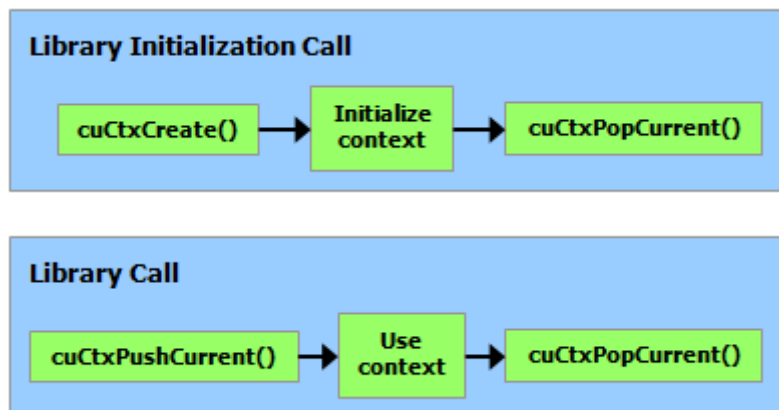 Library Initialization Call
cuCtxCreate()
Initialize
context
cuCtxPopCurrent()
Library Call
cuCtxPushCurrent()
Use
context
cuCtxPopCurrent()